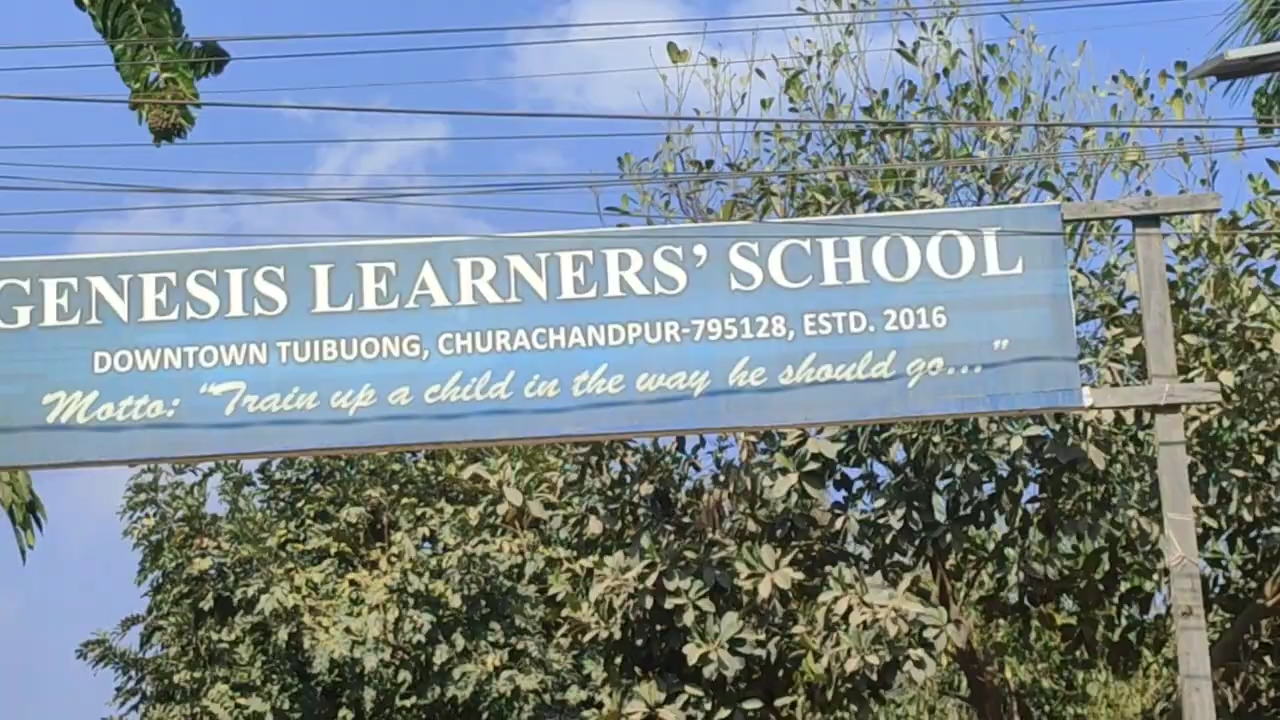 GENESIS LEARNERS' SCHOOL
DOWNTOWN TUIBUONG, CHURACHANDPUR-795128, ESTD. 2016
Motto: "Train up a child in the way he should go..."